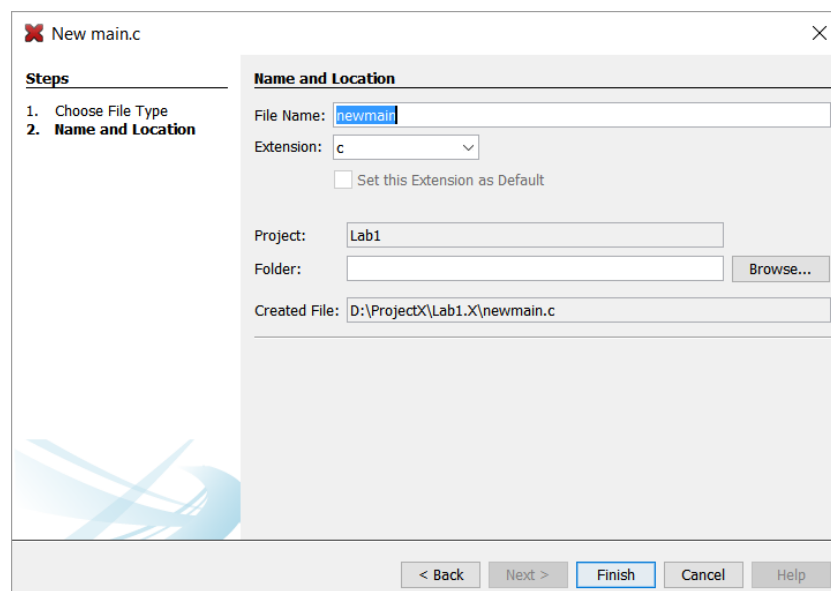 New main.c
Steps
1. Choose File Type
2. Name and Location
Name and Location
File Name: newmain
Extension: c
Set this Extension as Default
Project: Lab1
Folder: Browse...
Created File: D:\ProjectX\Lab1.X\newmain.c
< Back Next > Finish Cancel Help